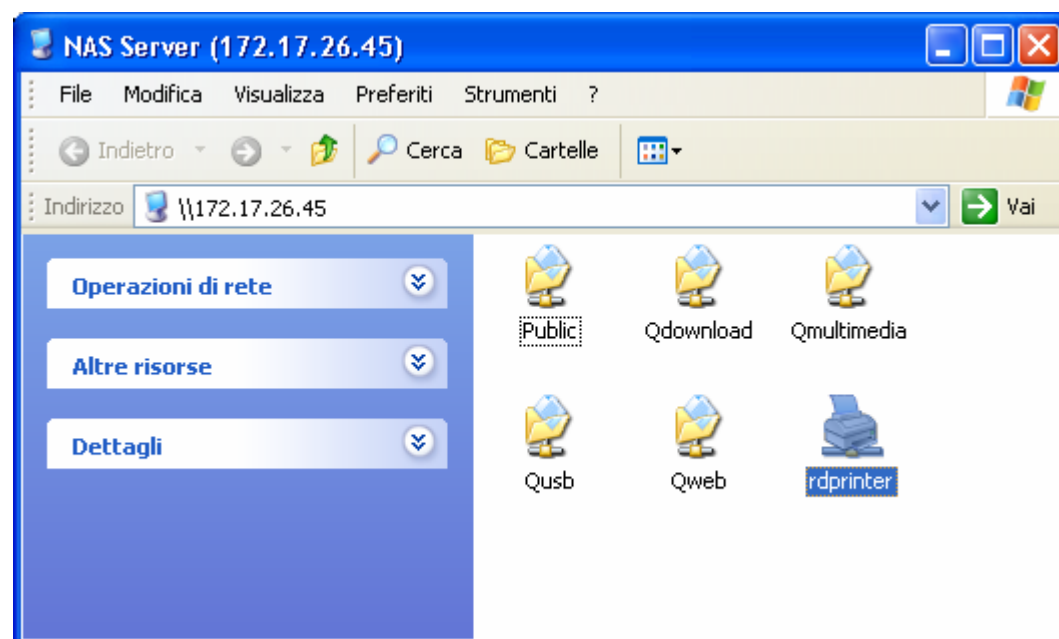 NAS Server (172.17.26.45)
File Modifica Visualizza Preferiti Strumenti ?
Indietro Cerca Cartelle
Indirizzo \\172.17.26.45 Vai
Operazioni di rete
Altre risorse
Dettagli
Public Qdownload Qmultimedia
Qusb Qweb rdprinter